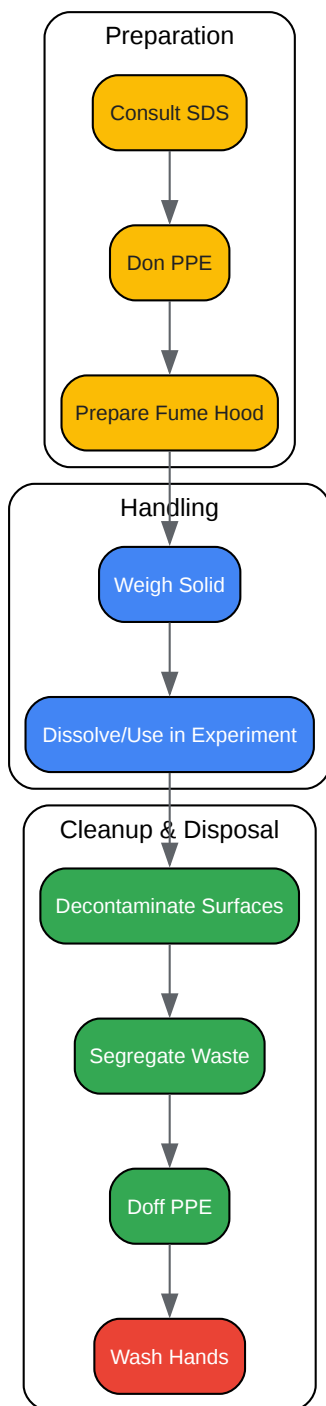 Preparation
Consult SDS
Don PPE
Prepare Fume Hood
Handling
Weigh Solid
Dissolve/Use in Experiment
Cleanup & Disposal
Decontaminate Surfaces
Segregate Waste
Doff PPE
Wash Hands